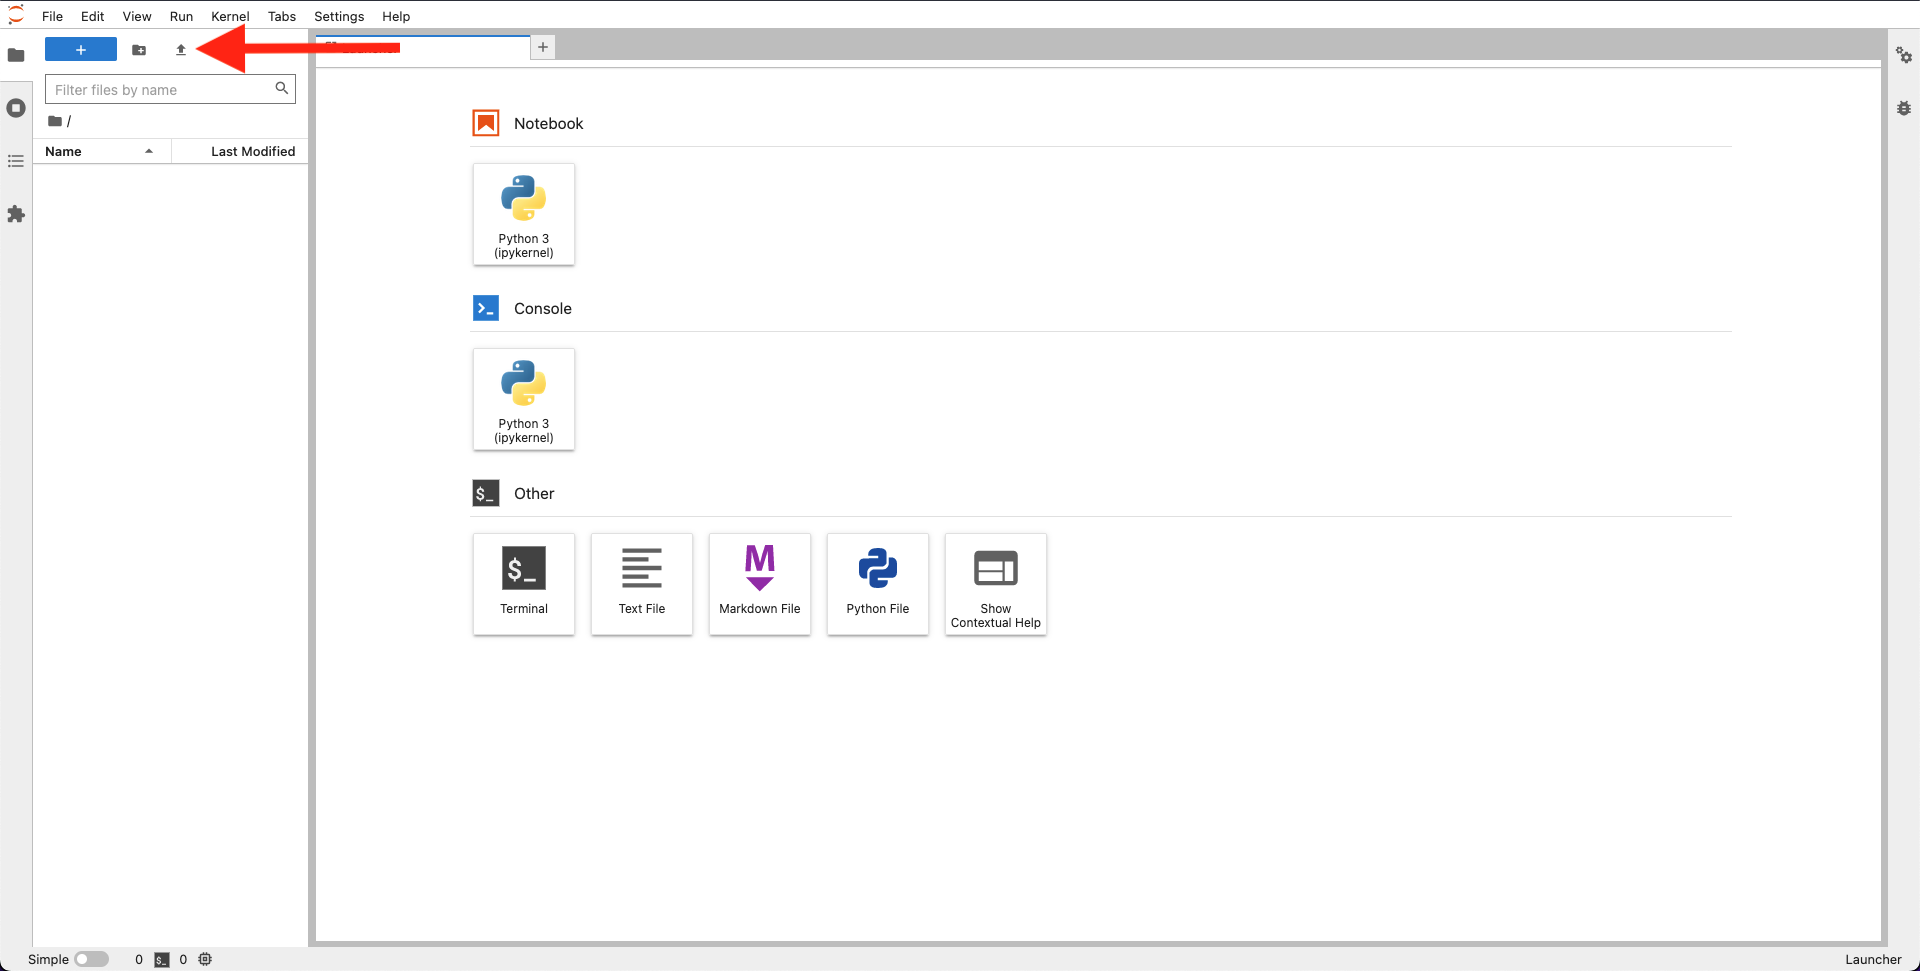 File Edit View Run Kernel Tabs Settings Help
+
+
Filter files by name
/
Name Last Modified
Notebook
Python 3
(ipykernel)
Console
Python 3
(ipykernel)
Other
$_ 
Terminal
Text File
M
Markdown File
Python File
Show
Contextual Help
Simple 0 $_ 0 Launcher